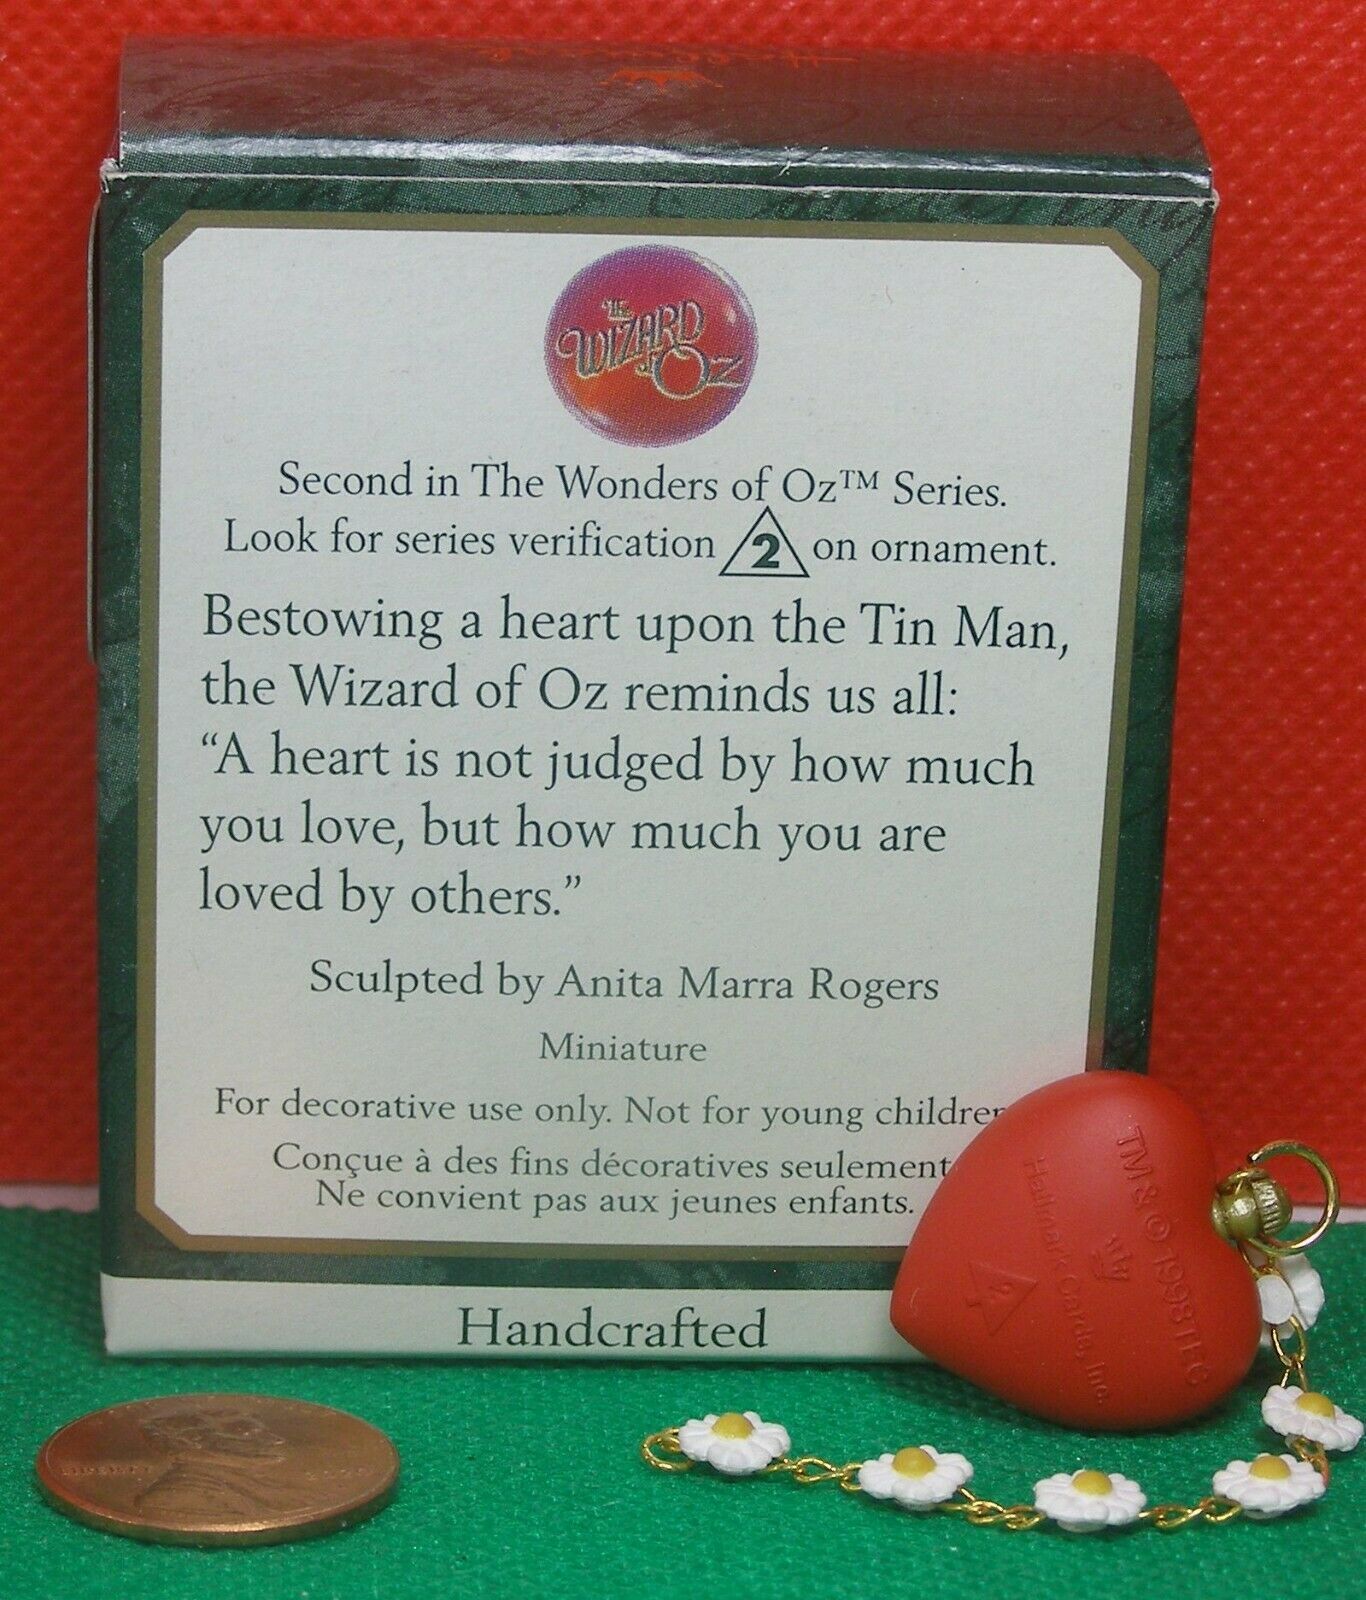 THE
WIZARD
OF
OZ
Second in The Wonders of Oz™ Series.
Look for series verification 2 on ornament.
Bestowing a heart upon the Tin Man,
the Wizard of Oz reminds us all:
“A heart is not judged by how much
you love, but how much you are
loved by others.”
Sculpted by Anita Marra Rogers
Miniature
For decorative use only. Not for young children
Conçue à des fins décoratives seulement
Ne convient pas aux jeunes enfants.
Handcrafted
TM & © 1998 TEC
Hallmark Cards, Inc.
2
LIBERTY